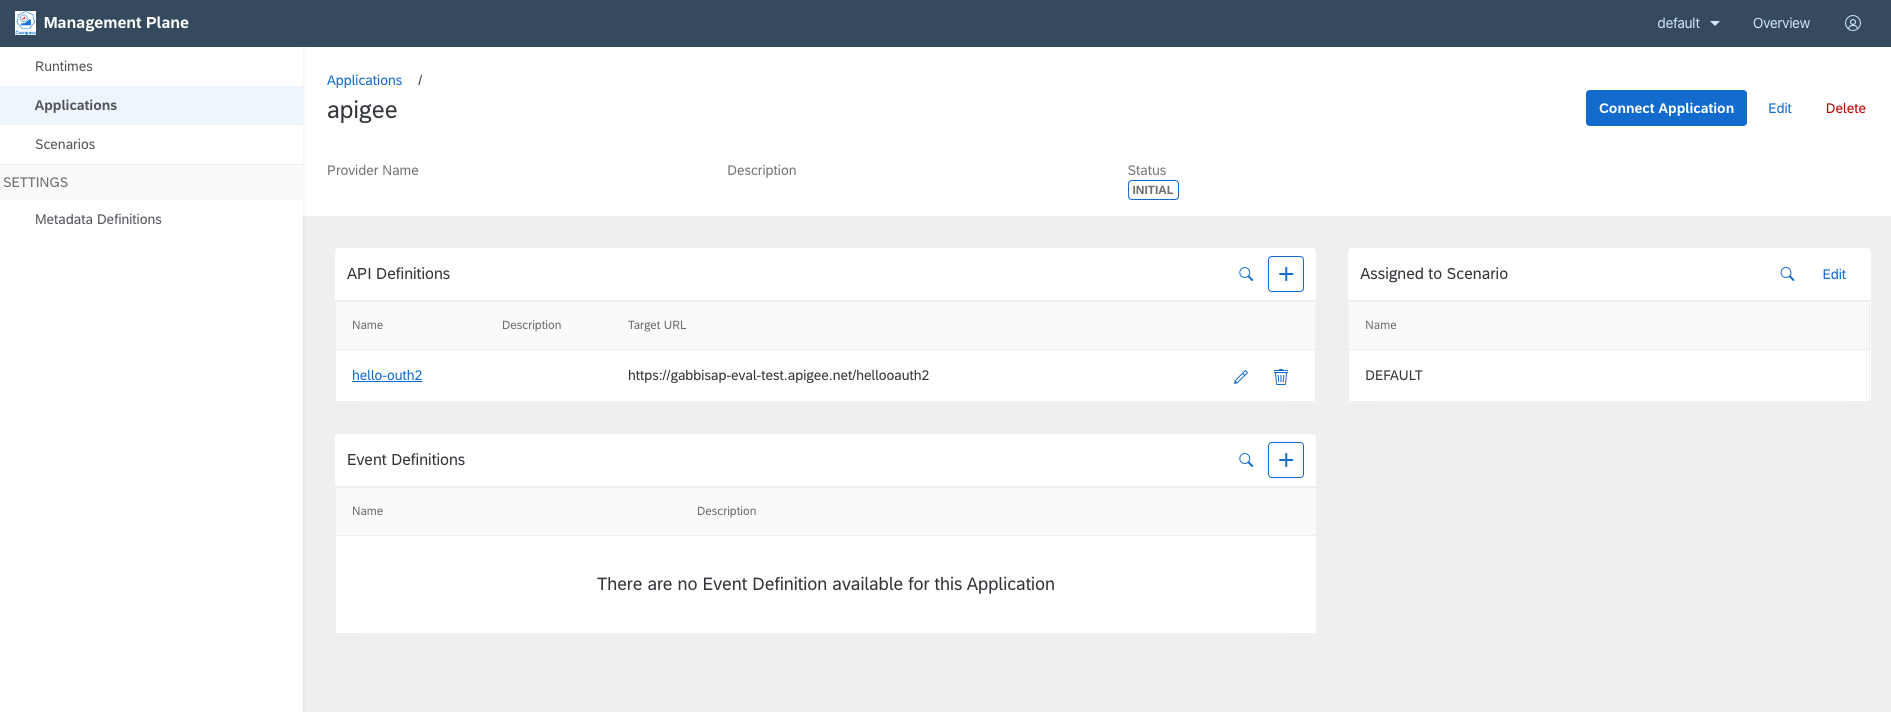 Management Plane
default
Overview
Runtimes
Applications
Scenarios
SETTINGS
Metadata Definitions
Applications /
apigee
Connect Application
Edit
Delete
Provider Name
Description
Status
INITIAL
API Definitions
Name Description Target URL
hello-outh2 https://gabbisap-eval-test.apigee.net/hellooauth2
Assigned to Scenario
Edit
Name
DEFAULT
Event Definitions
Name Description
There are no Event Definition available for this Application